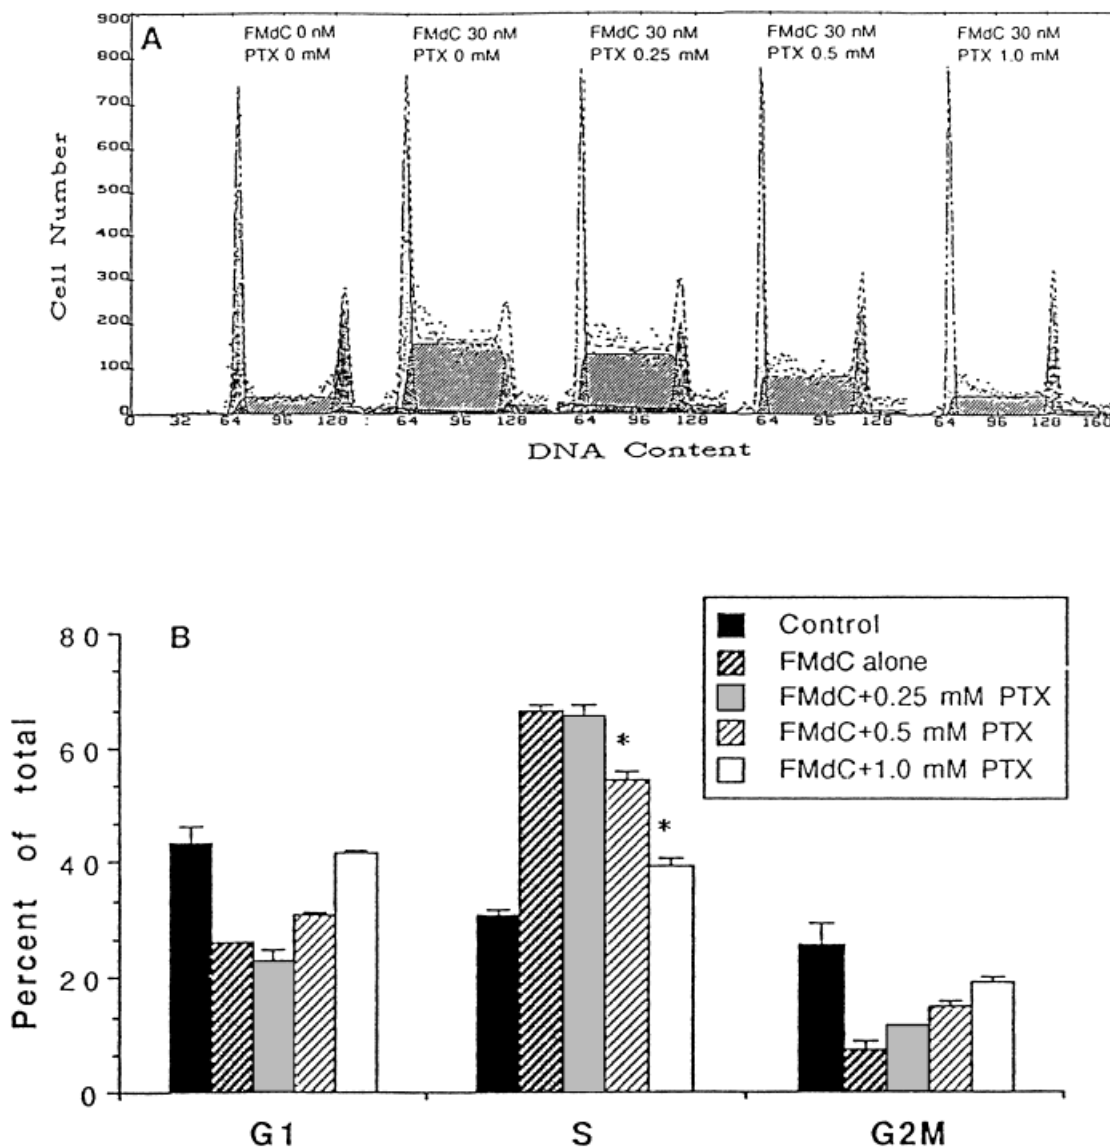 A
FMdC 0 nM
PTX 0 mM
FMdC 30 nM
PTX 0 mM
FMdC 30 nM
PTX 0.25 mM
FMdC 30 nM
PTX 0.5 mM
FMdC 30 nM
PTX 1.0 mM
900
800
700
600
500
400
300
200
100
0
Cell Number
0 32 64 96 128 64 96 128 64 96 128 64 96 128 64 96 128 160
DNA Content
B
Control
FMdC alone
FMdC+0.25 mM PTX
FMdC+0.5 mM PTX
FMdC+1.0 mM PTX
80
60
40
20
0
Percent of total
*
*
G1 S G2M